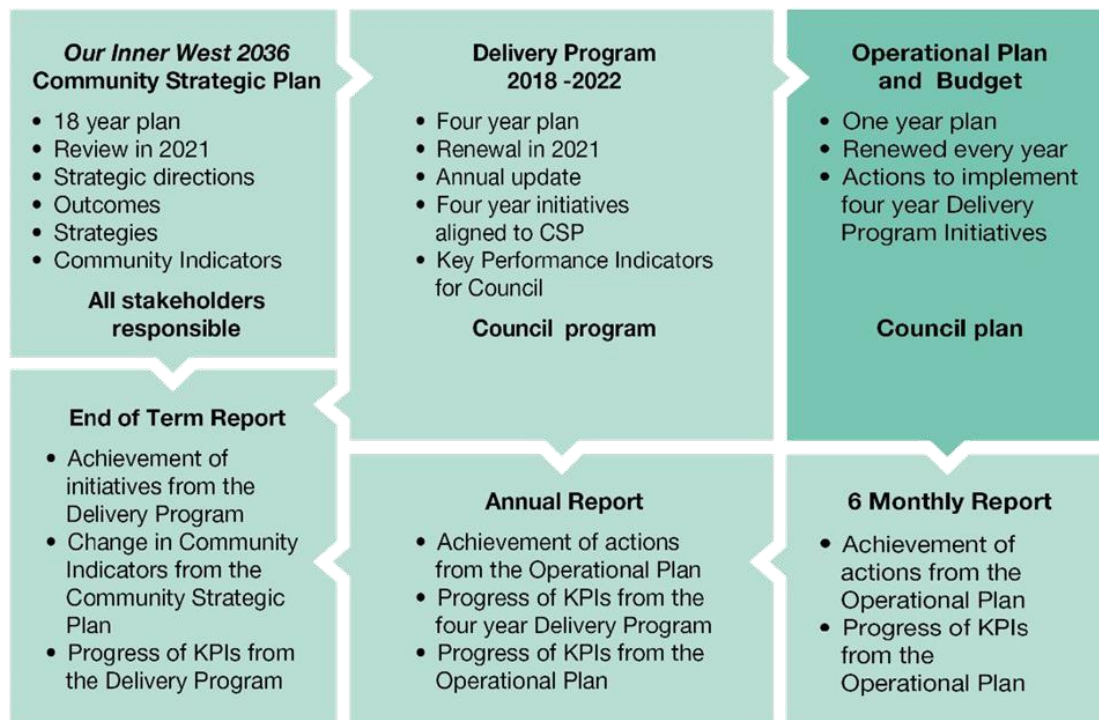 Our Inner West 2036
Community Strategic Plan
• 18 year plan
• Review in 2021
• Strategic directions
• Outcomes
• Strategies
• Community Indicators
All stakeholders
responsible
Delivery Program
2018 -2022
• Four year plan
• Renewal in 2021
• Annual update
• Four year initiatives
aligned to CSP
• Key Performance Indicators
for Council
Council program
Operational Plan
and Budget
• One year plan
• Renewed every year
• Actions to implement
four year Delivery
Program Initiatives
Council plan
End of Term Report
• Achievement of
initiatives from the
Delivery Program
• Change in Community
Indicators from the
Community Strategic
Plan
• Progress of KPIs from
the Delivery Program
Annual Report
• Achievement of actions
from the Operational Plan
• Progress of KPIs from the
four year Delivery Program
• Progress of KPIs from the
Operational Plan
6 Monthly Report
• Achievement of
actions from the
Operational Plan
• Progress of KPIs
from the
Operational Plan